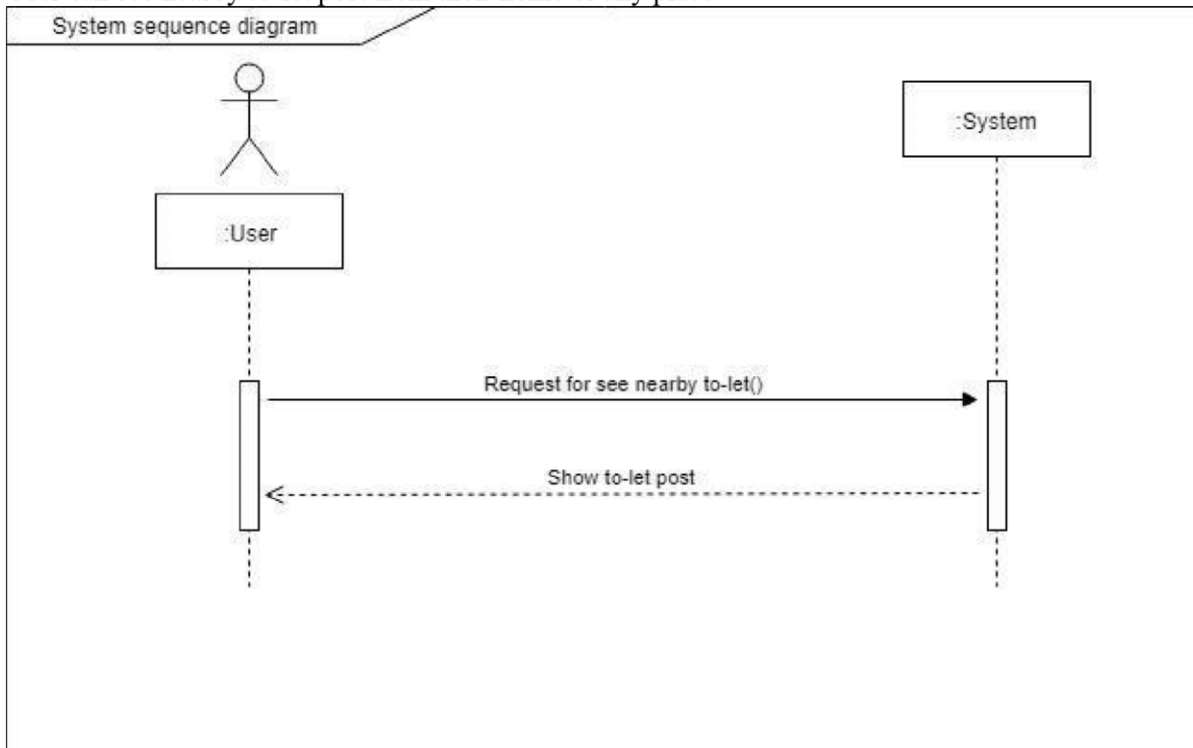 System sequence diagram
:System
:User
Request for see nearby to-let()
Show to-let post